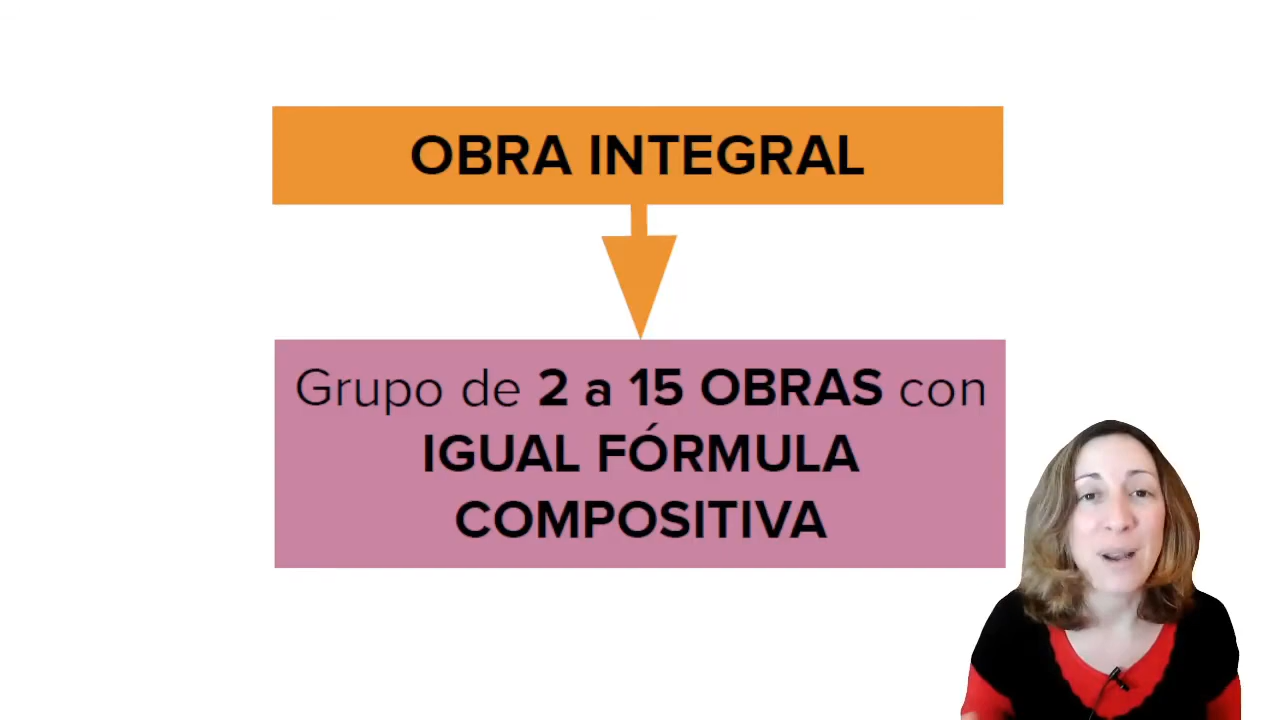 OBRA INTEGRAL
Grupo de 2 a 15 OBRAS con
IGUAL FÓRMULA
COMPOSITIVA